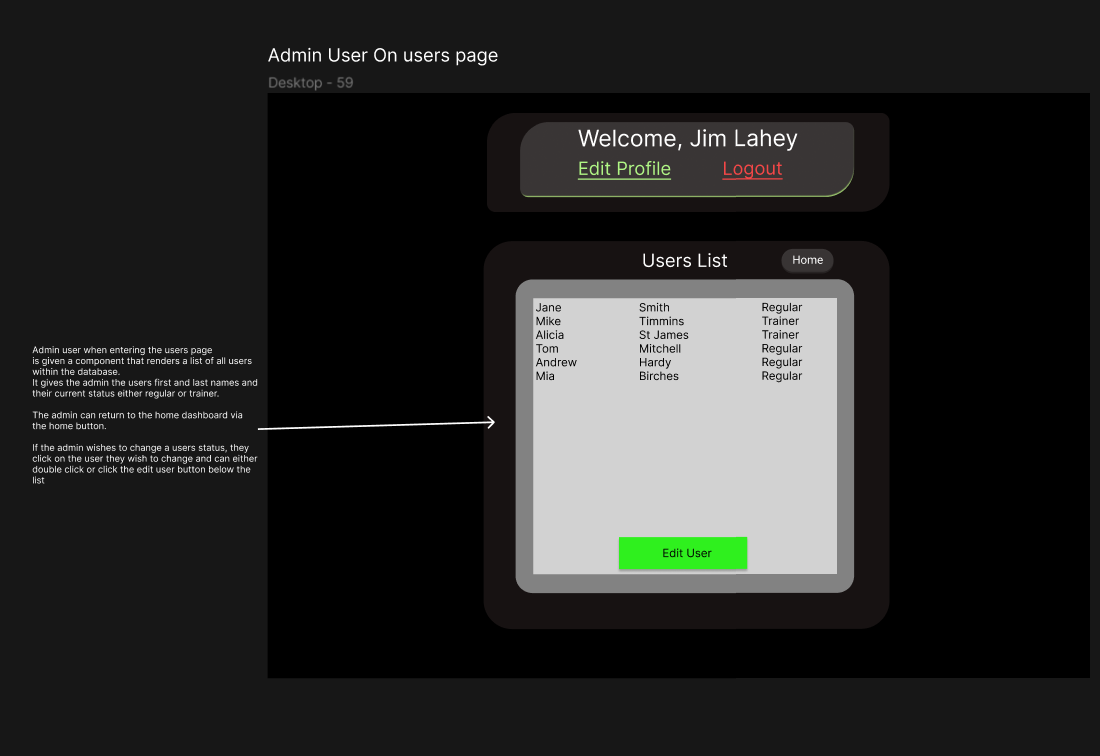 Admin User On users page
Desktop - 59
Welcome, Jim Lahey
Edit Profile Logout
Users List Home
Jane Smith Regular
Mike Timmins Trainer
Alicia St James Trainer
Tom Mitchell Regular
Andrew Hardy Regular
Mia Birches Regular
Edit User
Admin user when entering the users page
is given a component that renders a list of all users
within the database.
It gives the admin the users first and last names and
their current status either regular or trainer.
The admin can return to the home dashboard via
the home button.
If the admin wishes to change a users status, they
click on the user they wish to change and can either
double click or click the edit user button below the
list